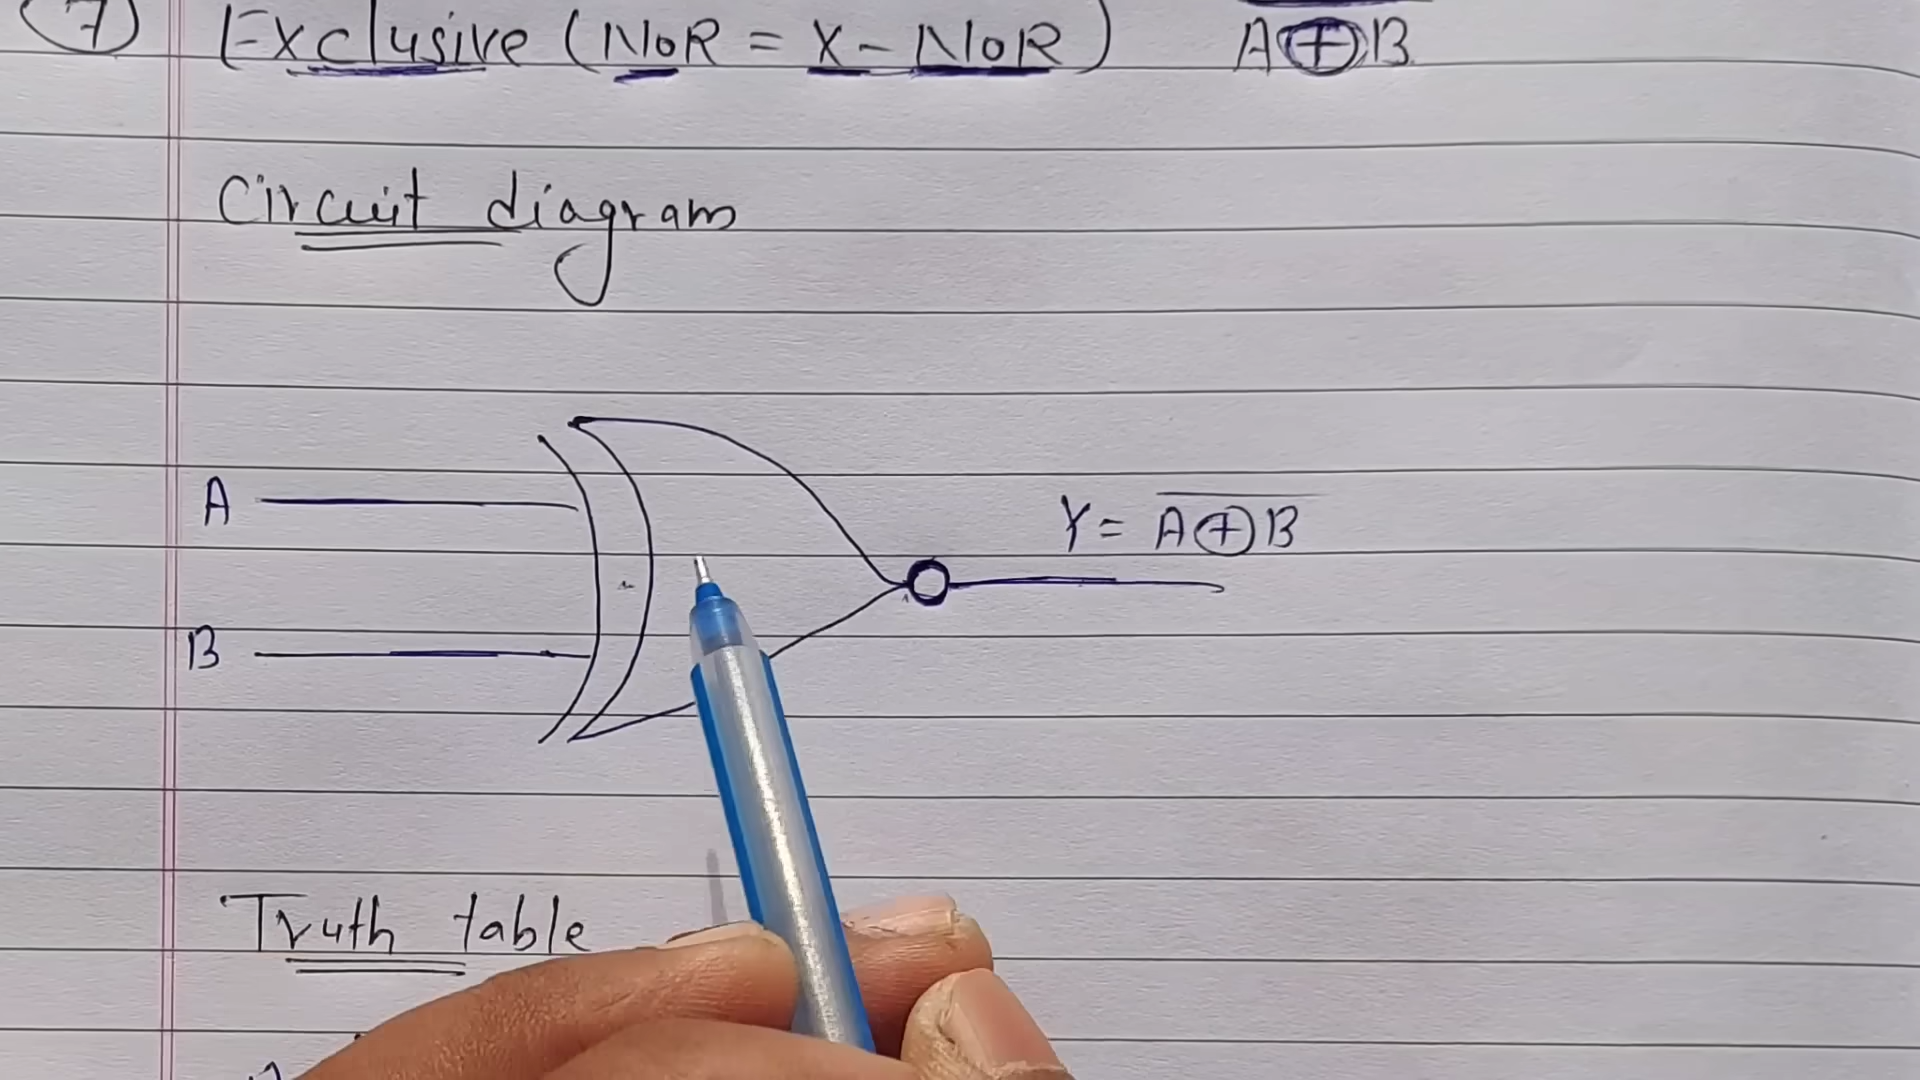 7 Exclusive (NOR = X-NOR) A⊕B
Circuit diagram
A
Y = A⊕B
B
Truth table